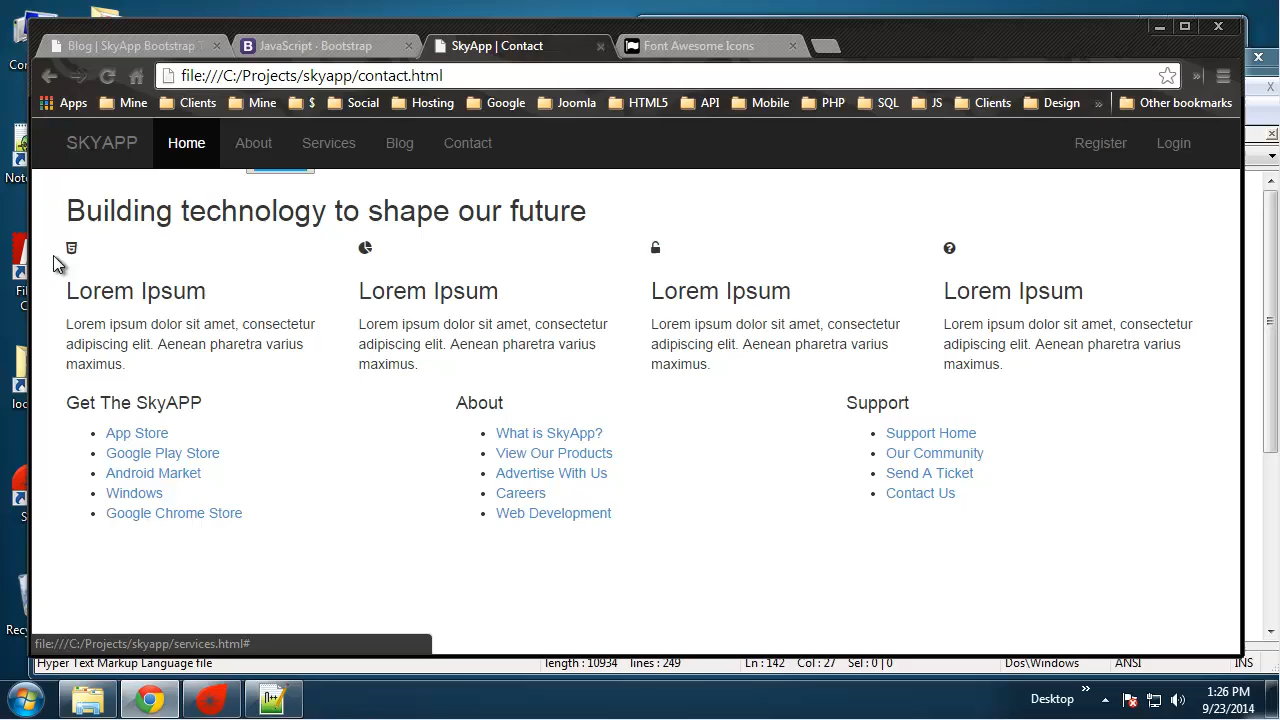 Blog | SkyApp Bootstrap T
JavaScript · Bootstrap
SkyApp | Contact
Font Awesome Icons
file:///C:/Projects/skyapp/contact.html
Apps Mine Clients Mine $ Social Hosting Google Joomla HTML5 API Mobile PHP SQL JS Clients Design » Other bookmarks
SKYAPP Home About Services Blog Contact Register Login
Building technology to shape our future
Lorem Ipsum Lorem Ipsum Lorem Ipsum Lorem Ipsum
Lorem ipsum dolor sit amet, consectetur Lorem ipsum dolor sit amet, consectetur Lorem ipsum dolor sit amet, consectetur Lorem ipsum dolor sit amet, consectetur
adipiscing elit. Aenean pharetra varius adipiscing elit. Aenean pharetra varius adipiscing elit. Aenean pharetra varius adipiscing elit. Aenean pharetra varius
maximus. maximus. maximus. maximus.
Get The SkyAPP About Support
App Store What is SkyApp? Support Home
Google Play Store View Our Products Our Community
Android Market Advertise With Us Send A Ticket
Windows Careers Contact Us
Google Chrome Store Web Development
file:///C:/Projects/skyapp/services.html#
Hyper Text Markup Language file length : 10934 lines : 249 Ln : 142 Col : 27 Sel : 0 | 0 Dos\Windows ANSI INS
Desktop » 1:26 PM
9/23/2014